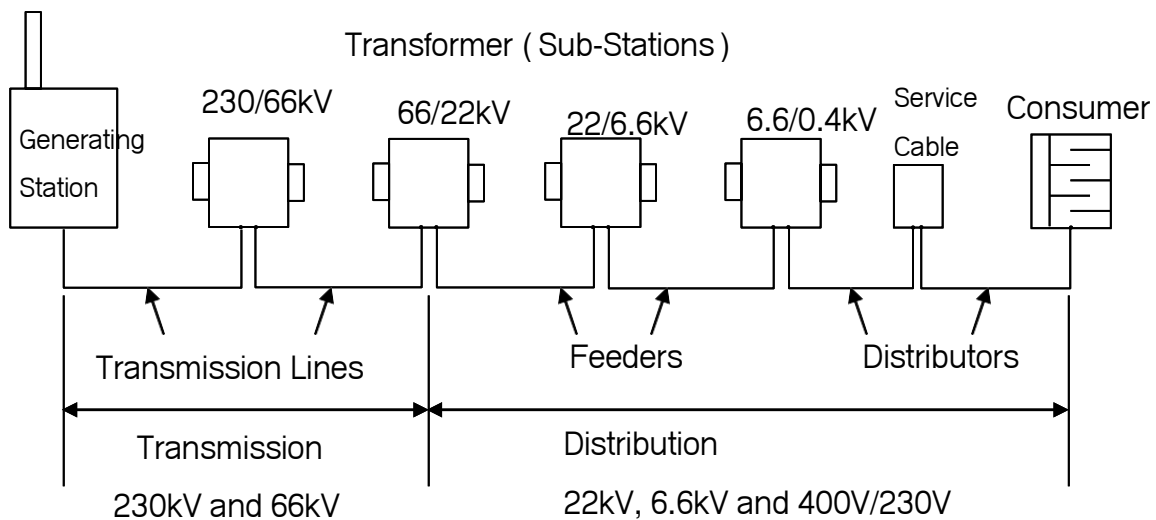 Transformer ( Sub-Stations )
230/66kV
66/22kV
22/6.6kV
6.6/0.4kV
Service
Cable
Consumer
Generating
Station
Transmission Lines
Feeders
Distributors
Transmission
230kV and 66kV
Distribution
22kV, 6.6kV and 400V/230V